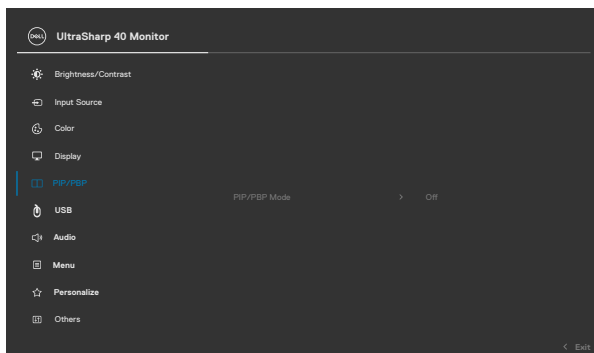 DELL UltraSharp 40 Monitor
Brightness/Contrast
Input Source
Color
Display
PIP/PBP
PIP/PBP Mode > Off
USB
Audio
Menu
Personalize
Others
< Exit